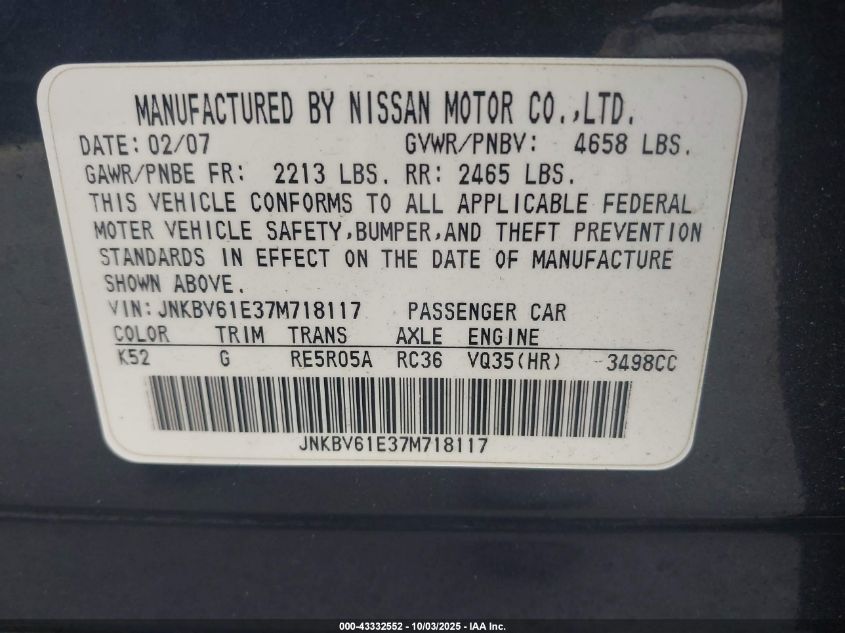 MANUFACTURED BY NISSAN MOTOR CO.,LTD.
DATE: 02/07 GVWR/PNBV: 4658 LBS.
GAWR/PNBE FR: 2213 LBS. RR: 2465 LBS.
THIS VEHICLE CONFORMS TO ALL APPLICABLE FEDERAL
MOTER VEHICLE SAFETY,BUMPER,AND THEFT PREVENTION
STANDARDS IN EFFECT ON THE DATE OF MANUFACTURE
SHOWN ABOVE.
VIN:JNKBV61E37M718117 PASSENGER CAR
COLOR TRIM TRANS AXLE ENGINE
K52 G RE5R05A RC36 VQ35(HR) 3498CC
JNKBV61E37M718117
000-43332552 - 10/03/2025 - IAA Inc.